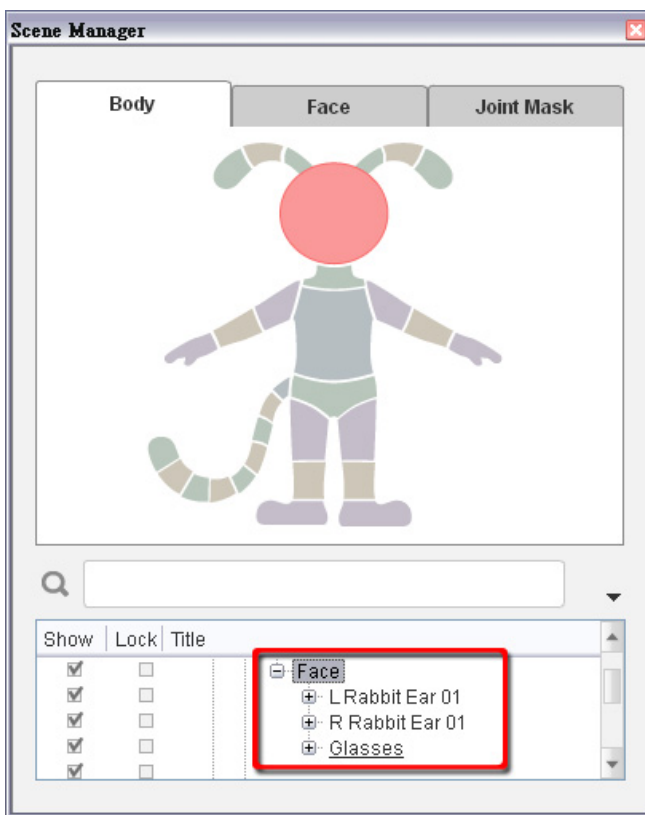 Scene Manager
Body Face Joint Mask
Show Lock Title
Face
L Rabbit Ear 01
R Rabbit Ear 01
Glasses